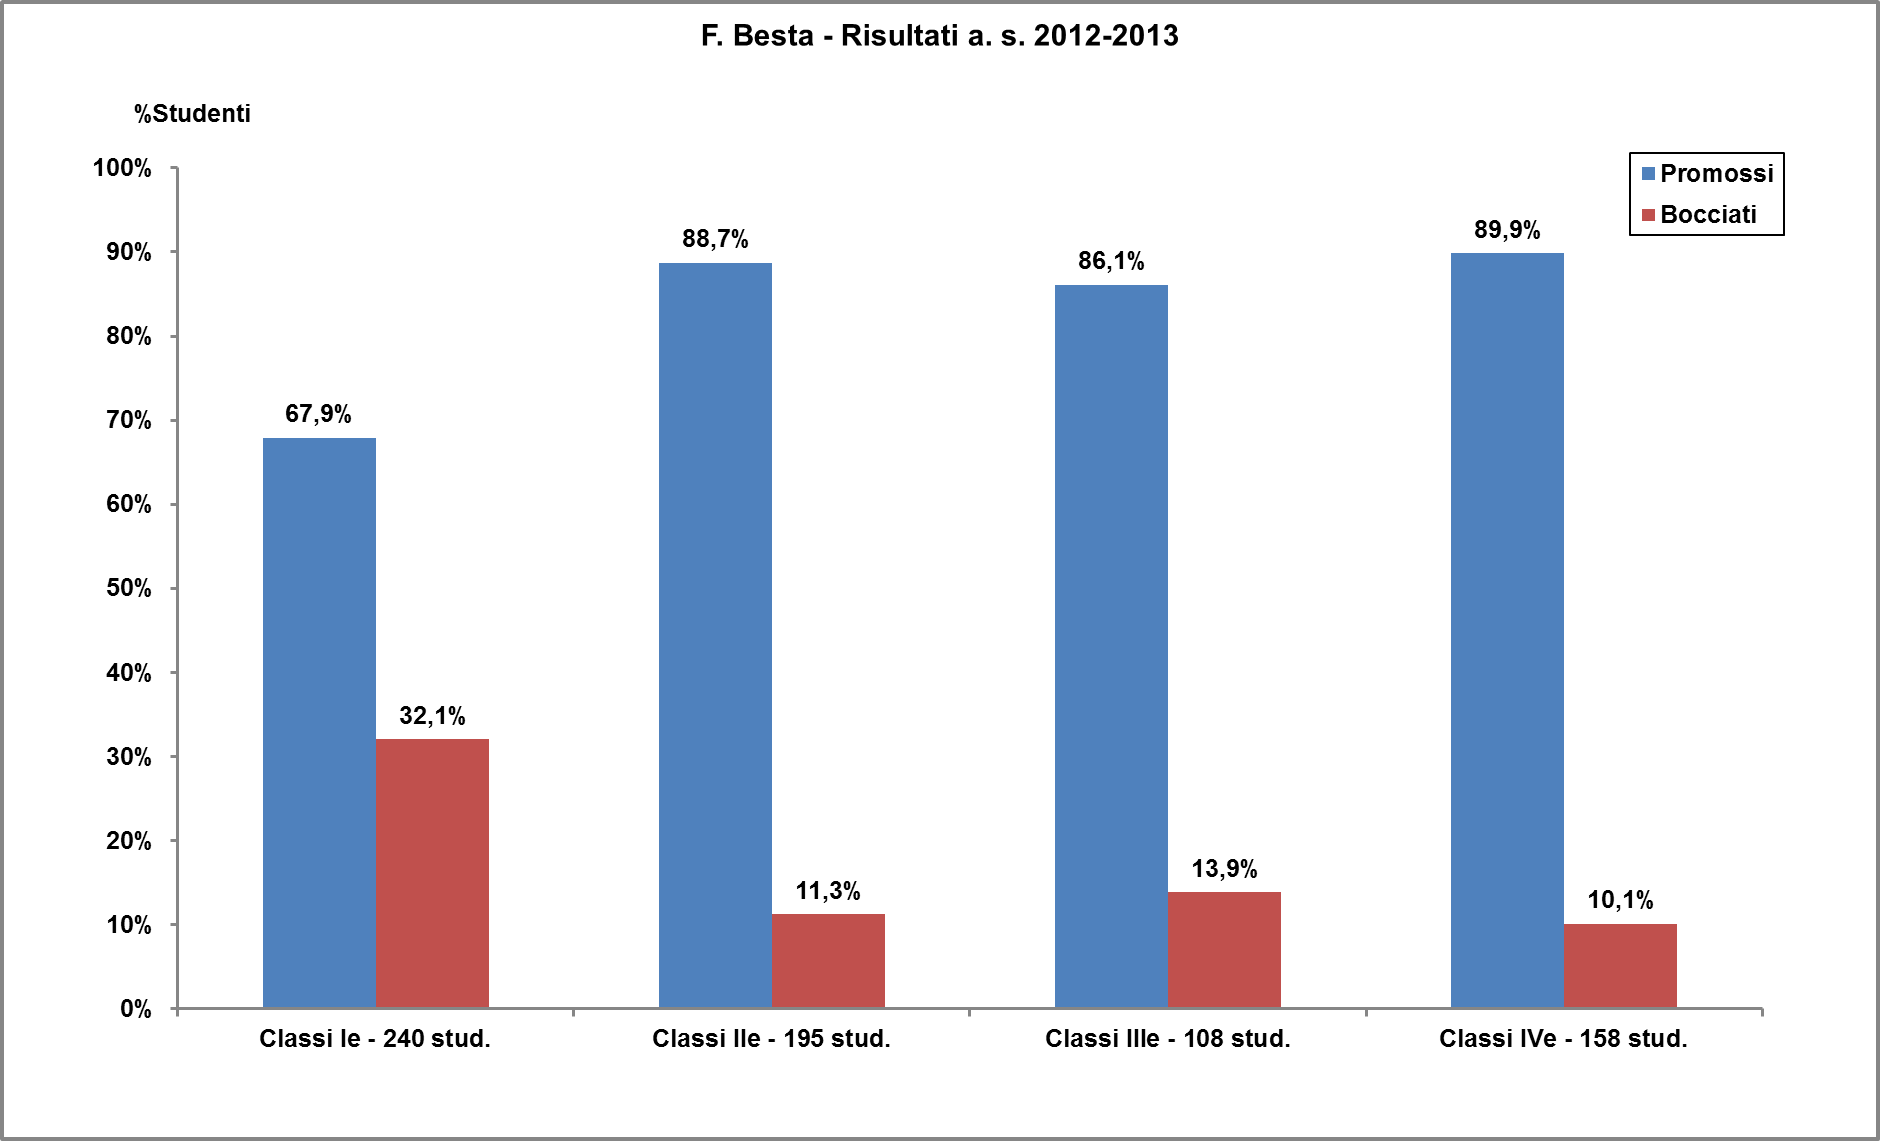 F. Besta - Risultati a. s. 2012-2013
%Studenti
100%
90%
80%
70%
60%
50%
40%
30%
20%
10%
0%
Promossi
Bocciati
67,9%
32,1%
88,7%
11,3%
86,1%
13,9%
89,9%
10,1%
Classi Ie - 240 stud.
Classi IIe - 195 stud.
Classi IIIe - 108 stud.
Classi IVe - 158 stud.